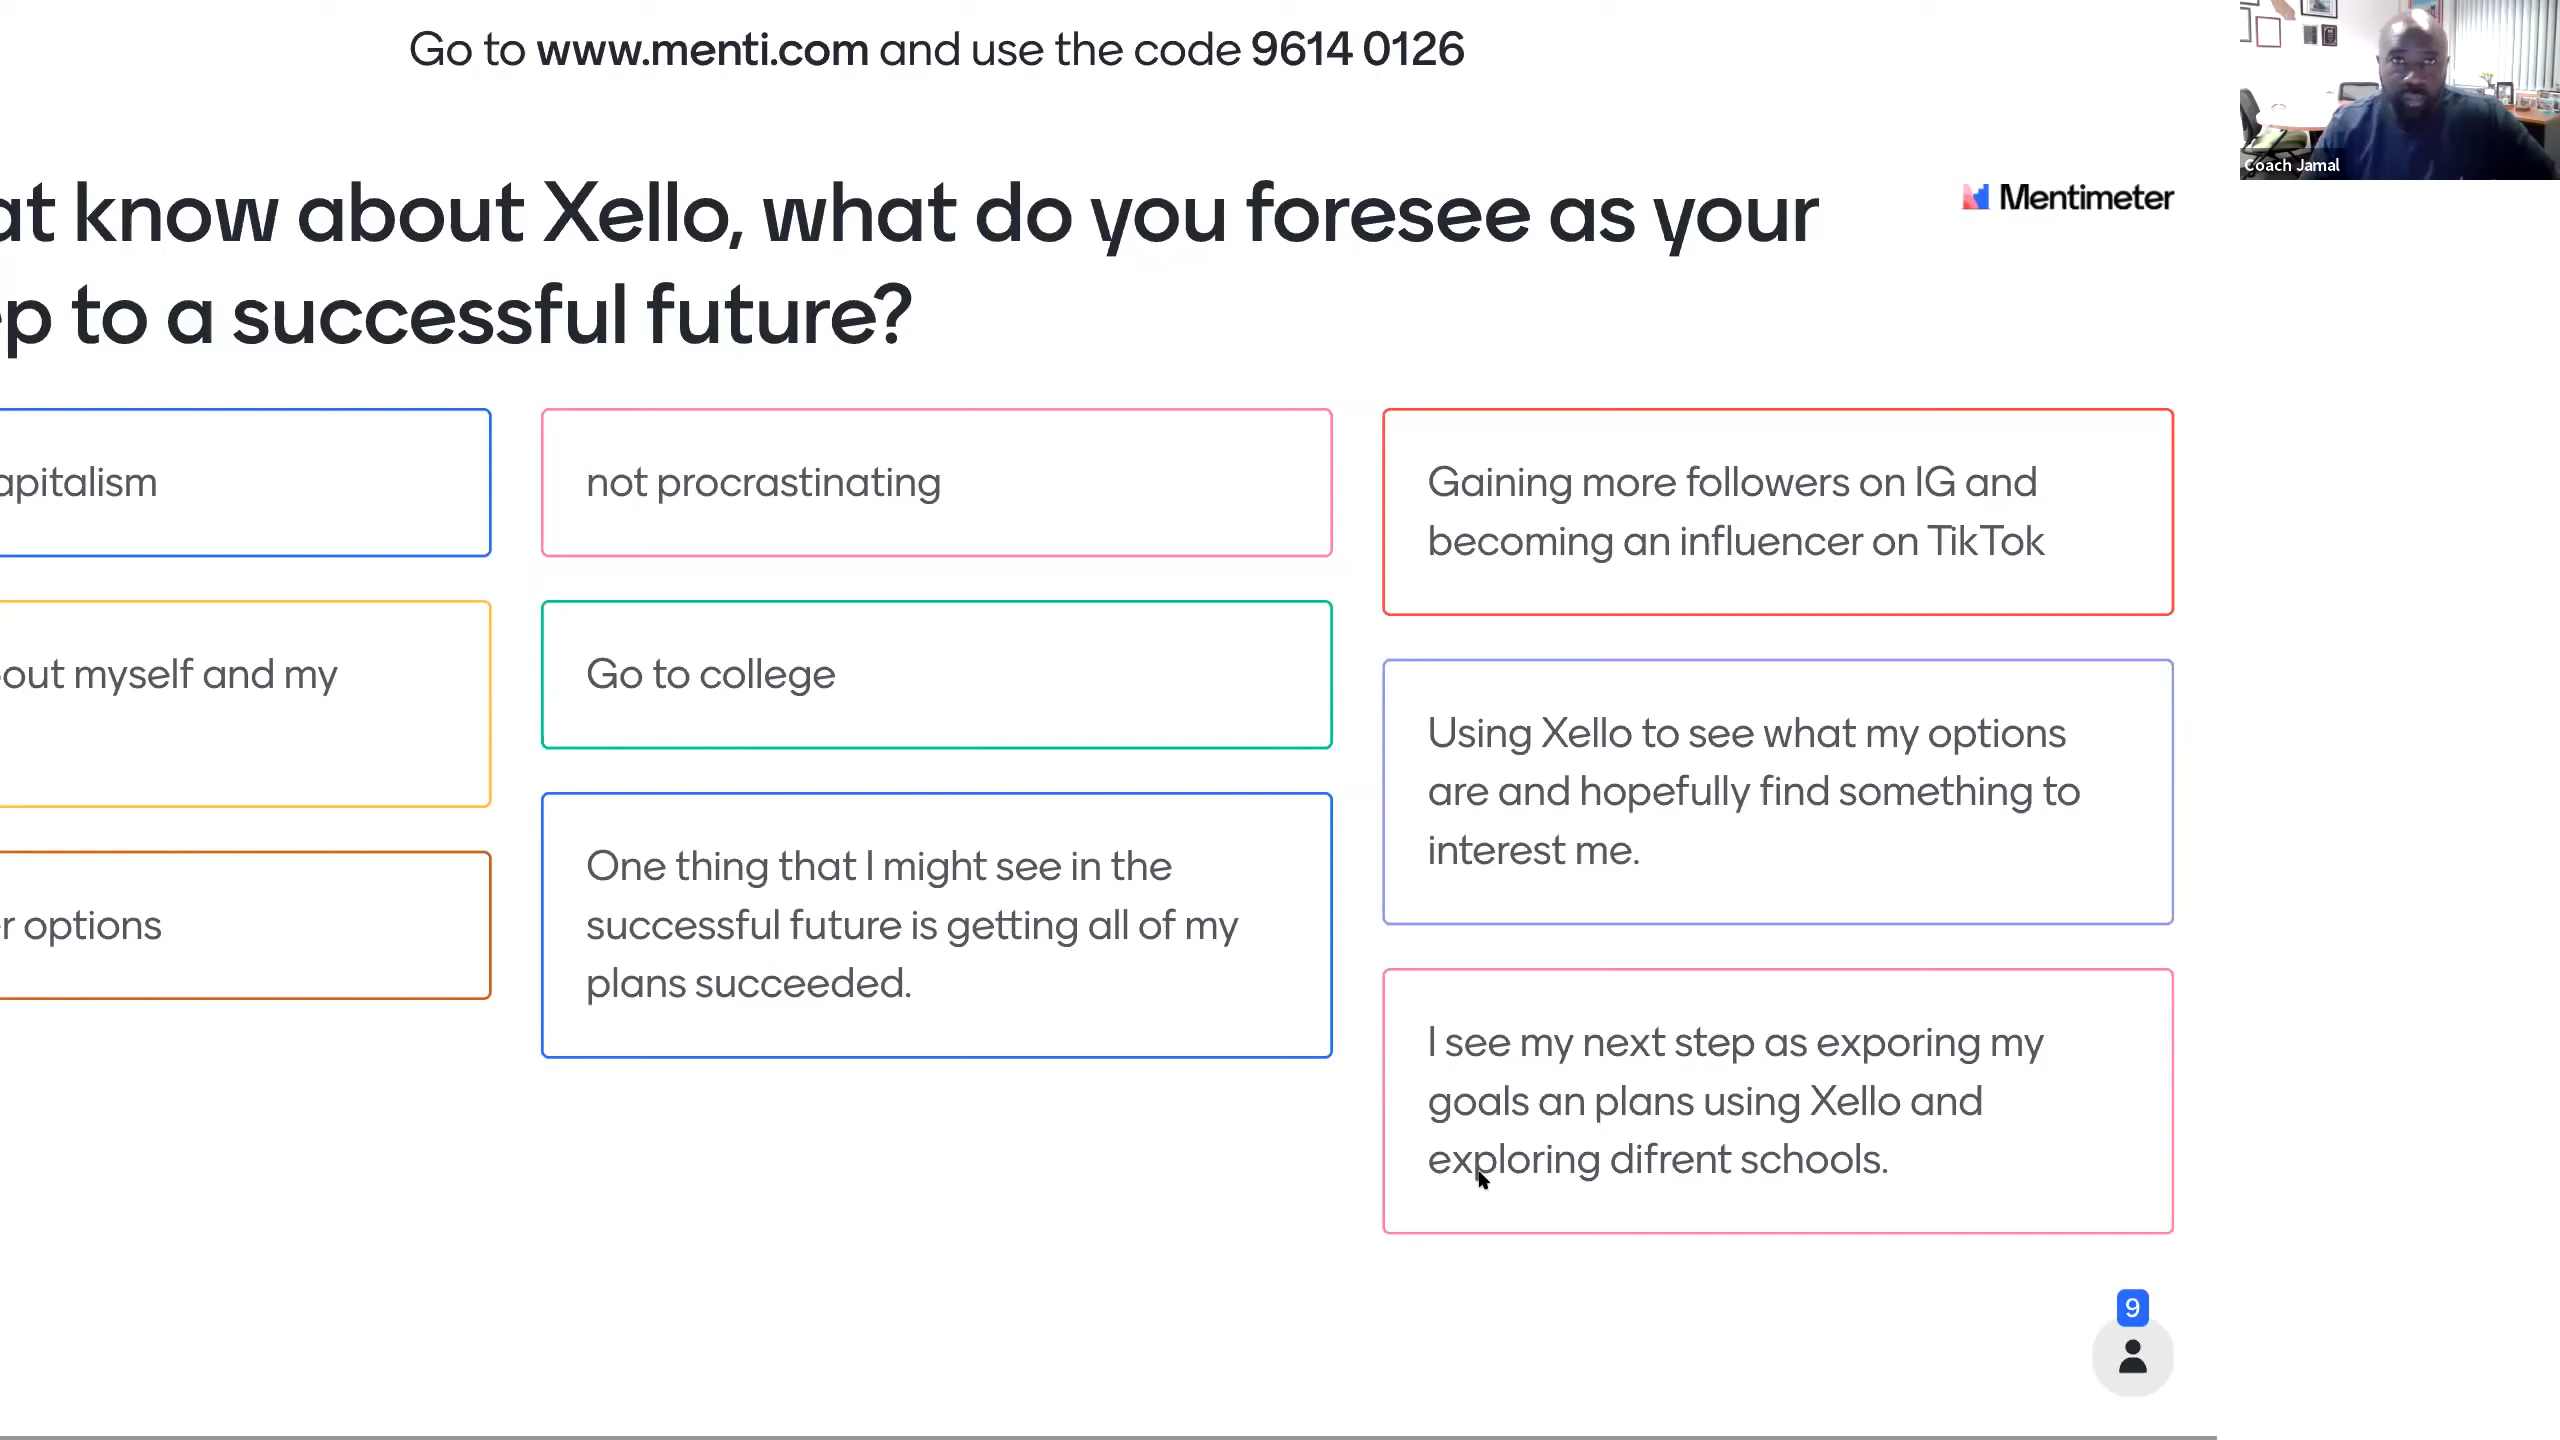 Go to www.menti.com and use the code 9614 0126
at know about Xello, what do you foresee as your
ep to a successful future?
Mentimeter
Coach Jamal
apitalism
out myself and my
r options
not procrastinating
Go to college
One thing that I might see in the
successful future is getting all of my
plans succeeded.
Gaining more followers on IG and
becoming an influencer on TikTok
Using Xello to see what my options
are and hopefully find something to
interest me.
I see my next step as exporing my
goals an plans using Xello and
exploring difrent schools.
9